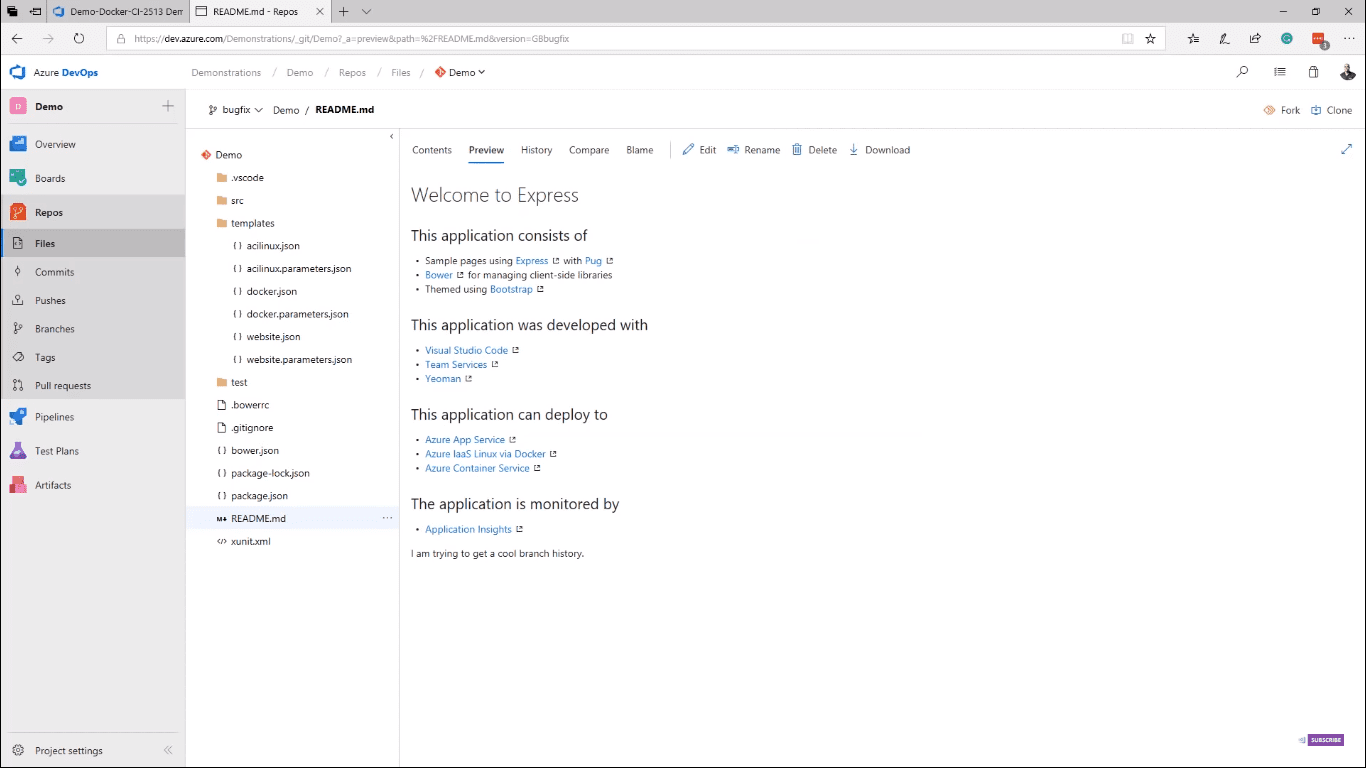 Demo-Docker-CI-2513 Dem
README.md - Repos
https://dev.azure.com/Demonstrations/_git/Demo?_a=preview&path=%2FREADME.md&version=GBbugfix
1
Azure DevOps
Demonstrations / Demo / Repos / Files / Demo
D Demo
bugfix Demo / README.md
Fork Clone
Overview
Boards
Repos
Files
Commits
Pushes
Branches
Tags
Pull requests
Pipelines
Test Plans
Artifacts
Project settings
Demo
.vscode
src
templates
acilinux.json
acilinux.parameters.json
docker.json
docker.parameters.json
website.json
website.parameters.json
test
.bowerrc
.gitignore
bower.json
package-lock.json
package.json
README.md
xunit.xml
Contents Preview History Compare Blame Edit Rename Delete Download
Welcome to Express
This application consists of
• Sample pages using Express with Pug
• Bower for managing client-side libraries
• Themed using Bootstrap
This application was developed with
• Visual Studio Code
• Team Services
• Yeoman
This application can deploy to
• Azure App Service
• Azure IaaS Linux via Docker
• Azure Container Service
The application is monitored by
• Application Insights
I am trying to get a cool branch history.
SUBSCRIBE